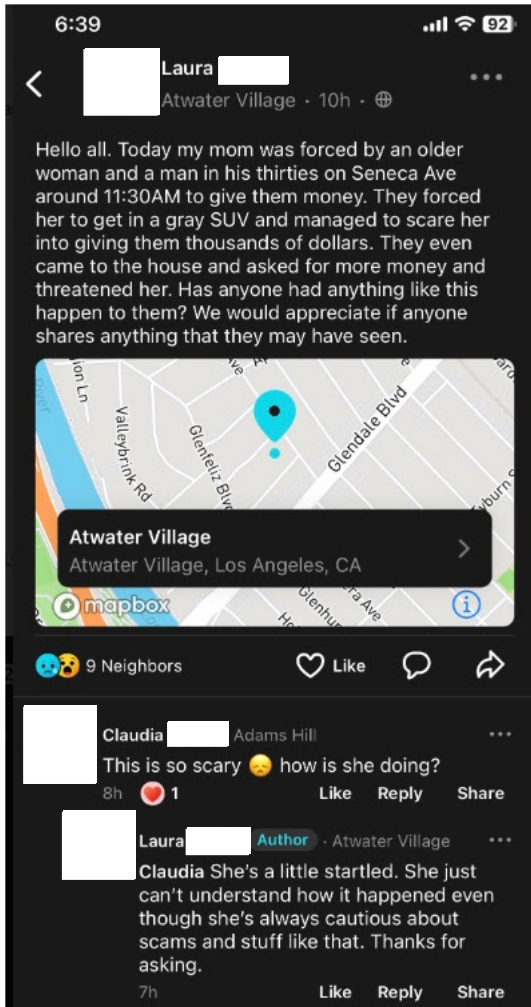 6:39
92
Laura
Atwater Village · 10h ·
Hello all. Today my mom was forced by an older
woman and a man in his thirties on Seneca Ave
around 11:30AM to give them money. They forced
her to get in a gray SUV and managed to scare her
into giving them thousands of dollars. They even
came to the house and asked for more money and
threatened her. Has anyone had anything like this
happen to them? We would appreciate if anyone
shares anything that they may have seen.
Ave
Valleybrink Rd
Glenfeliz Blvd
Glendale Blvd
Atwater Village
Atwater Village, Los Angeles, CA
mapbox
Ave
9 Neighbors
Like
Claudia
Adams Hill
This is so scary 😞 how is she doing?
8h ❤️ 1 Like Reply Share
Laura
Author · Atwater Village
Claudia She's a little startled. She just
can't understand how it happened even
though she's always cautious about
scams and stuff like that. Thanks for
asking.
7h Like Reply Share